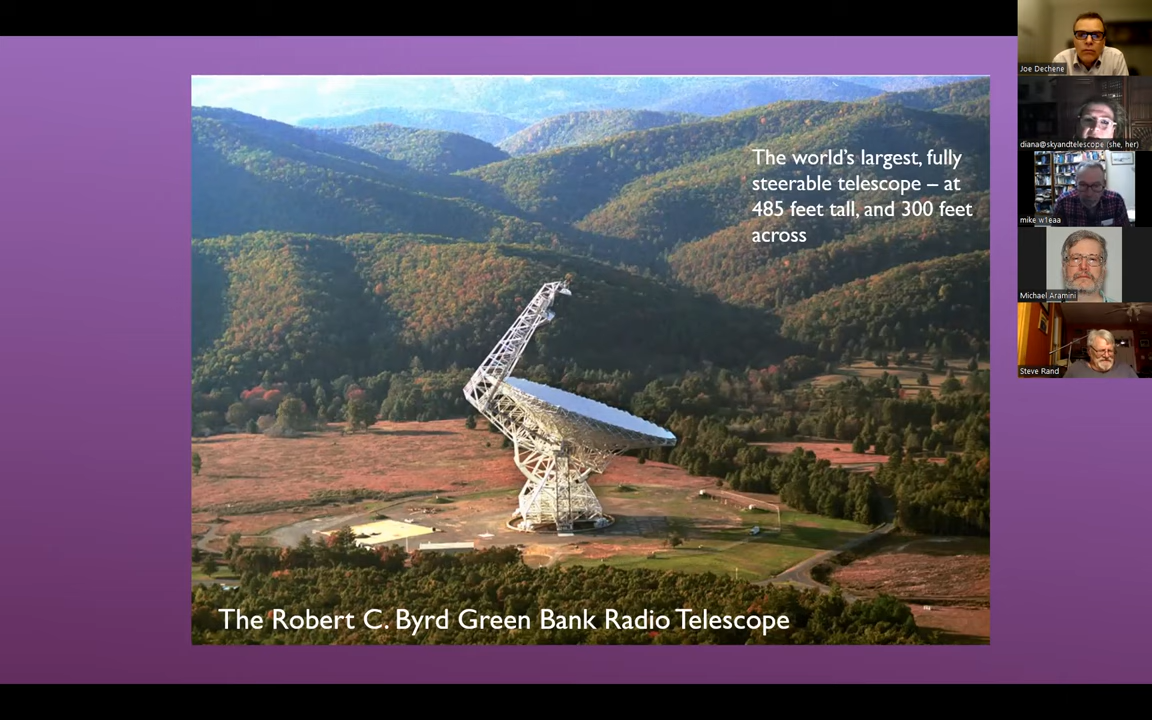 The world's largest, fully
steerable telescope – at
485 feet tall, and 300 feet
across
The Robert C. Byrd Green Bank Radio Telescope
Joe Dechene
diana@skyandtelescope (she, her)
mike w1eaa
Michael Aramini
Steve Rand